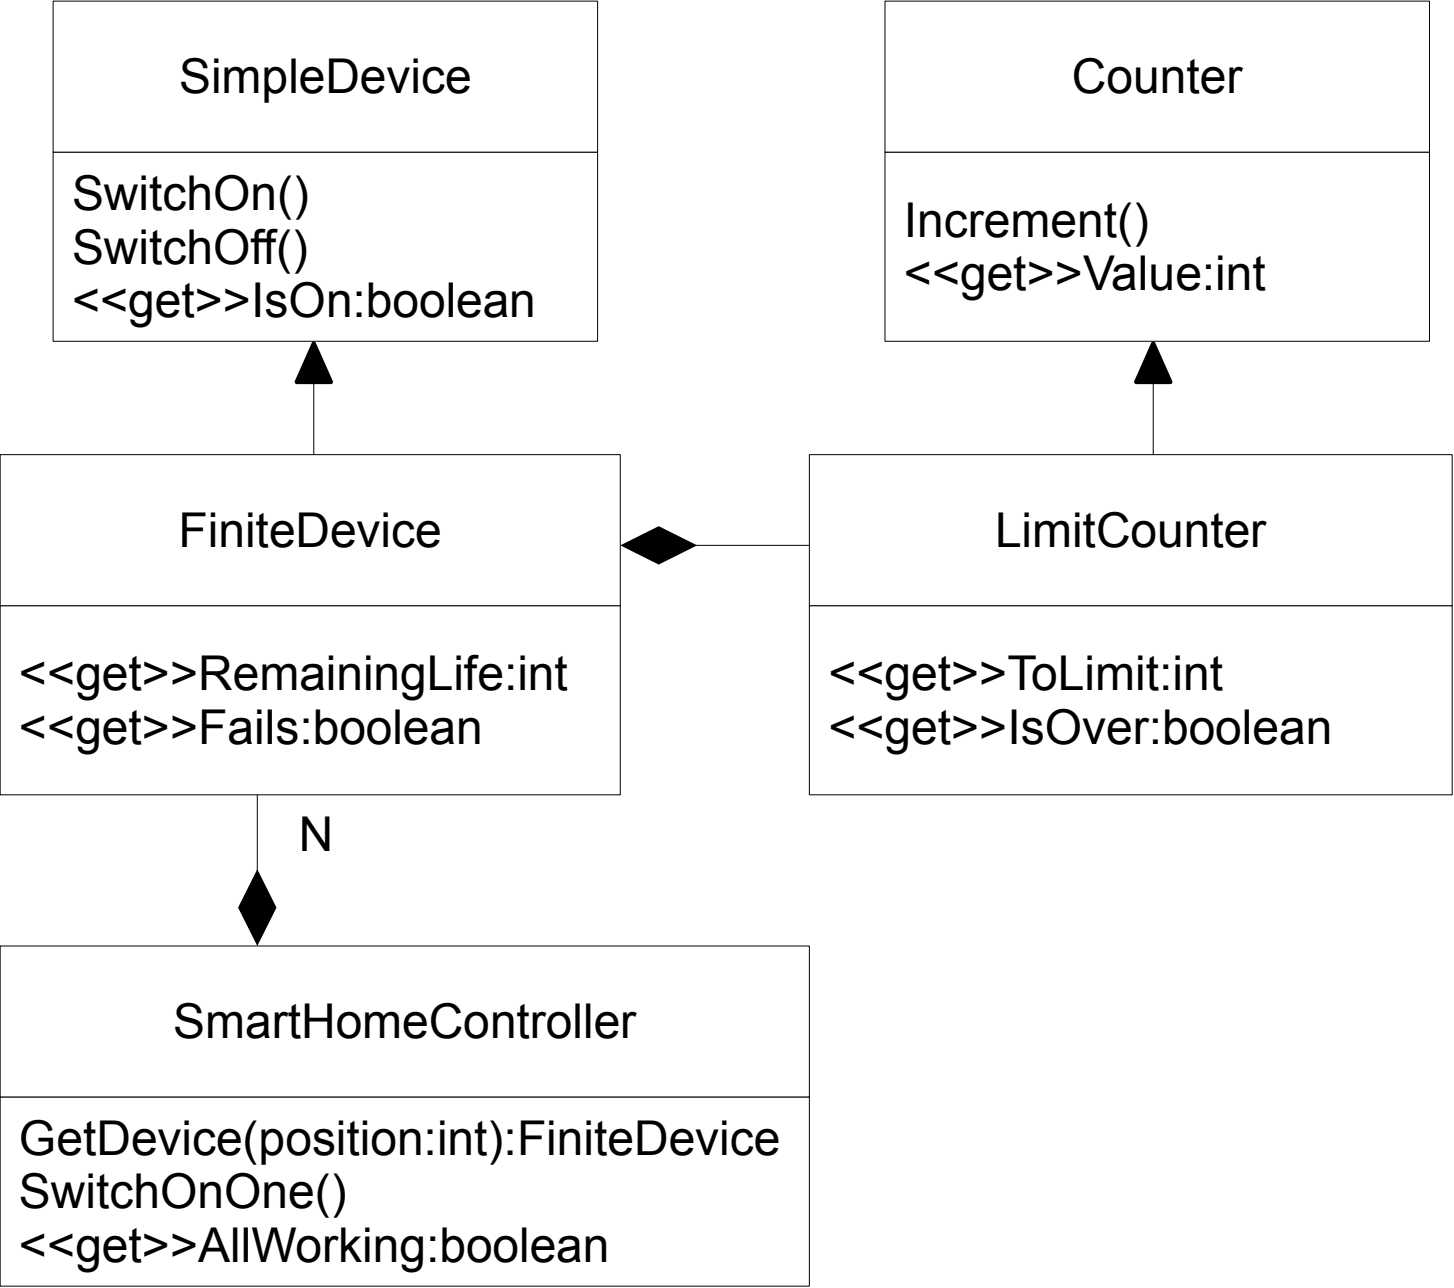 SimpleDevice
SwitchOn()
SwitchOff()
<<get>>IsOn:boolean
Counter
Increment()
<<get>>Value:int
FiniteDevice
<<get>>RemainingLife:int
<<get>>Fails:boolean
LimitCounter
<<get>>ToLimit:int
<<get>>IsOver:boolean
N
SmartHomeController
GetDevice(position:int):FiniteDevice
SwitchOnOne()
<<get>>AllWorking:boolean